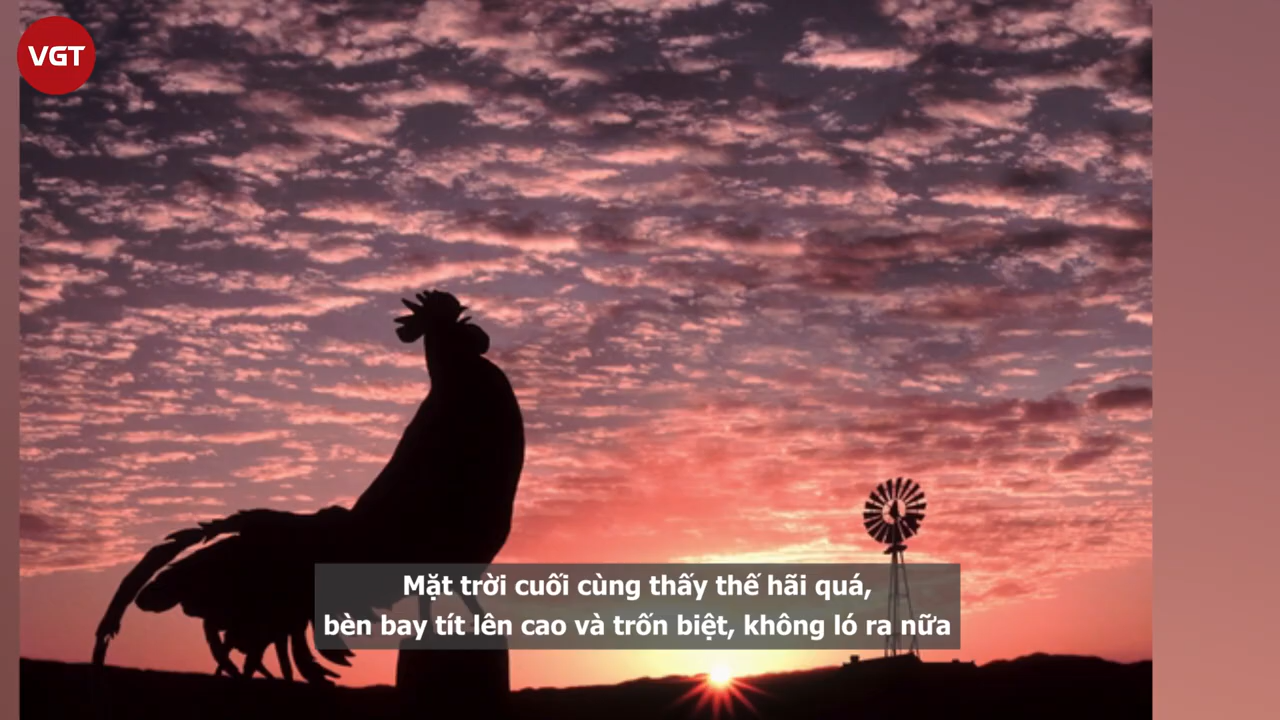 VGT
Mặt trời cuối cùng thấy thế hãi quá,
bèn bay tít lên cao và trốn biệt, không ló ra nữa